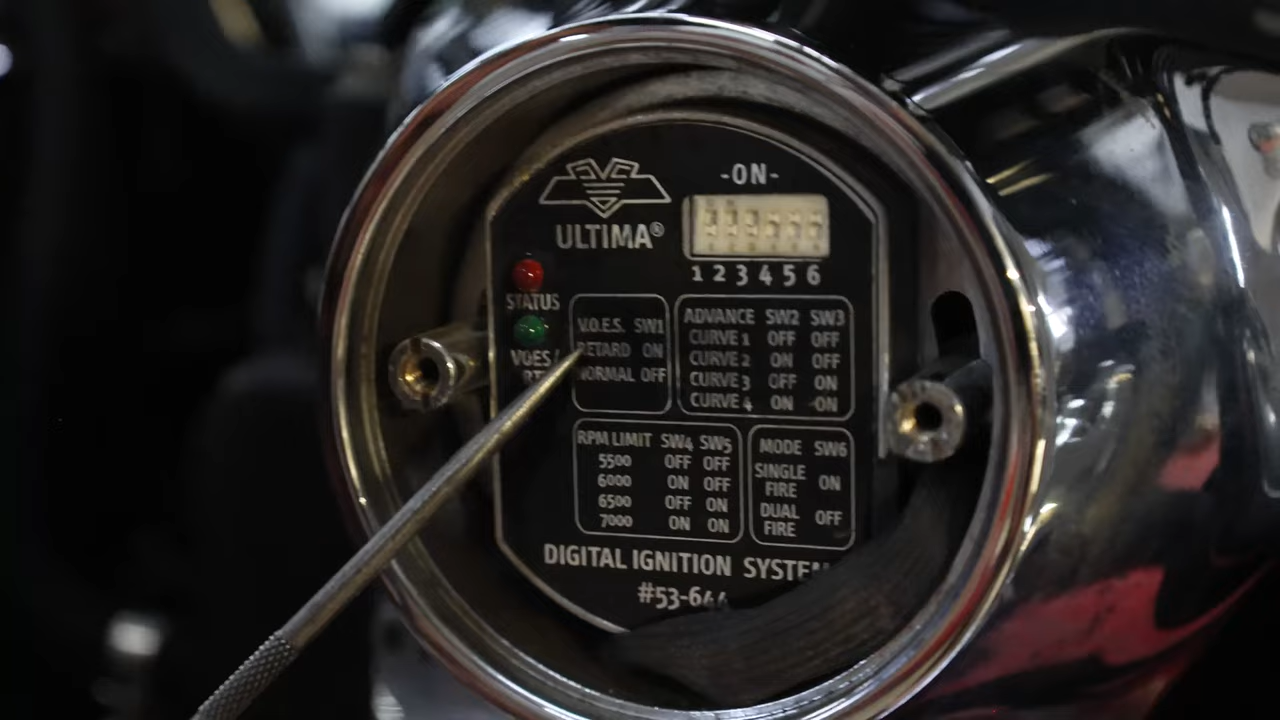 -ON-
ULTIMA®
1 2 3 4 5 6
STATUS
VOES/
V.O.E.S. SW1
RETARD ON
NORMAL OFF
ADVANCE SW2 SW3
CURVE 1 OFF OFF
CURVE 2 ON OFF
CURVE 3 OFF ON
CURVE 4 ON ON
RPM LIMIT SW4 SW5
5500 OFF OFF
6000 ON OFF
6500 OFF ON
7000 ON ON
MODE SW6
SINGLE
FIRE ON
DUAL
FIRE OFF
DIGITAL IGNITION SYSTEM
#53-644